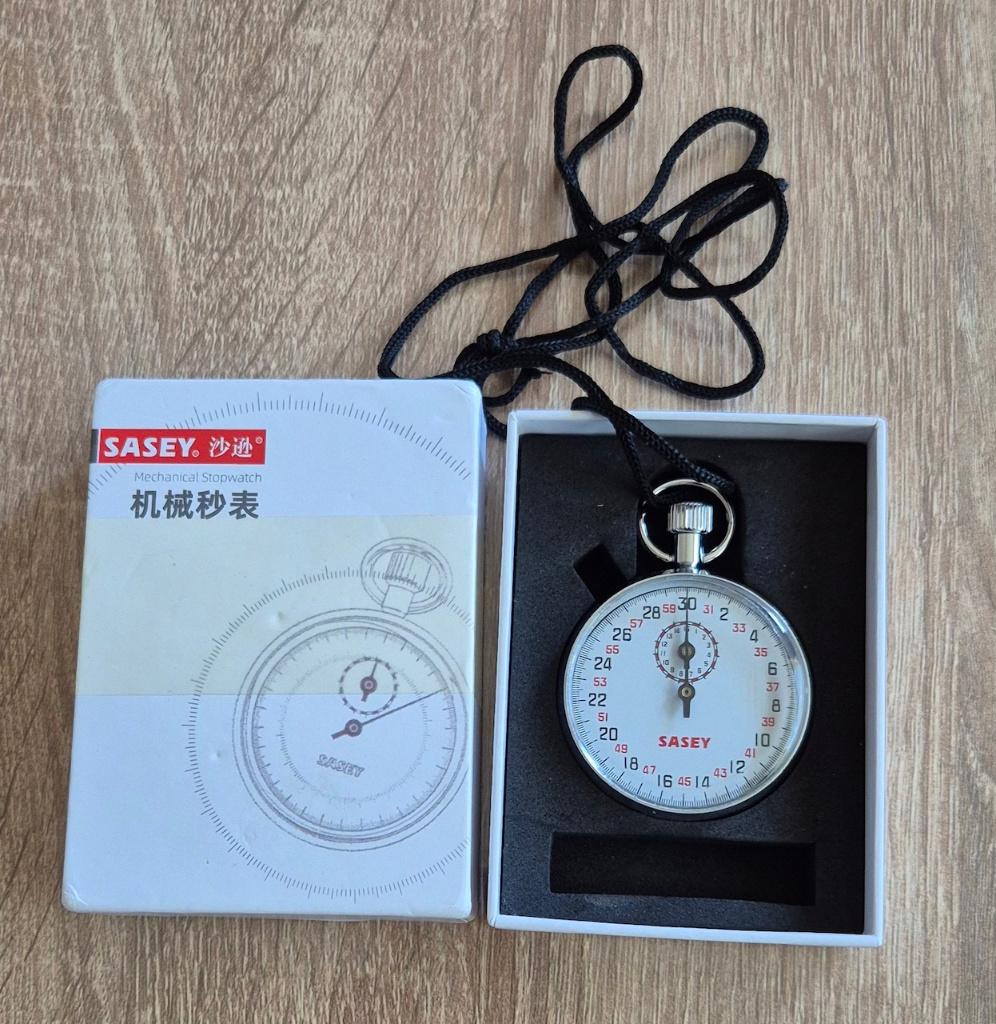 SASEY® 沙逊®
Mechanical Stopwatch
机械秒表
SASEY
30 31 2 33 4 35 6 37 8 39 10 41 12 43 14 45 16 47 18 49 20 51 22 53 24 55 26 57 28 59
SASEY